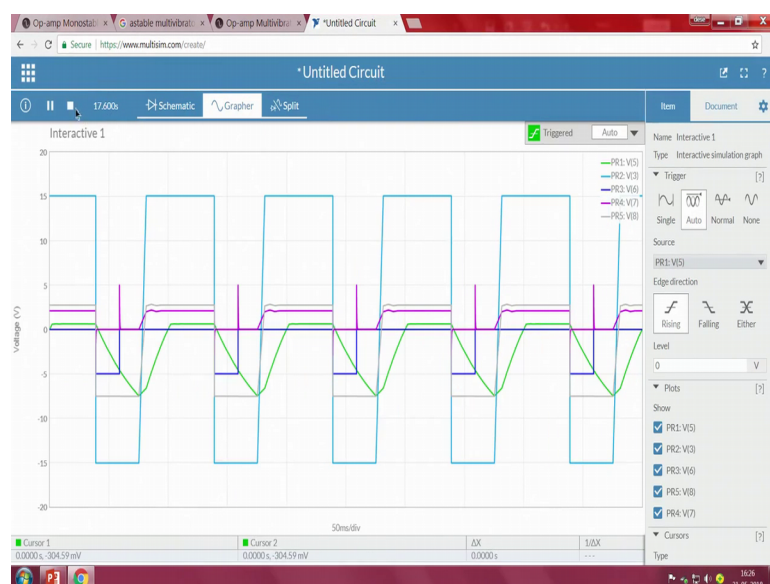 Op-amp Monostab × astable multivibrato × Op-amp Multivibrat × *Untitled Circuit ×
Secure | https://www.multisim.com/create/
*Untitled Circuit
17.600s Schematic Grapher Split
Item Document
Interactive 1
Triggered Auto
Name Interactive 1
Type Interactive simulation graph
Trigger [?]
Single Auto Normal None
Source
PR1: V(5)
Edge direction
Rising Falling Either
Level
0 V
Plots [?]
Show
PR1: V(5)
PR2: V(3)
PR3: V(6)
PR5: V(8)
PR4: V(7)
Cursors [?]
Type
PR1: V(5)
PR2: V(3)
PR3: V(6)
PR4: V(7)
PR5: V(8)
20
15
10
5
0
-5
-10
-15
-20
Voltage (V)
50ms/div
Cursor 1 Cursor 2 ΔX 1/ΔX
0.0000 s, -304.59 mV 0.0000 s, -304.59 mV 0.0000 s ---
16:26